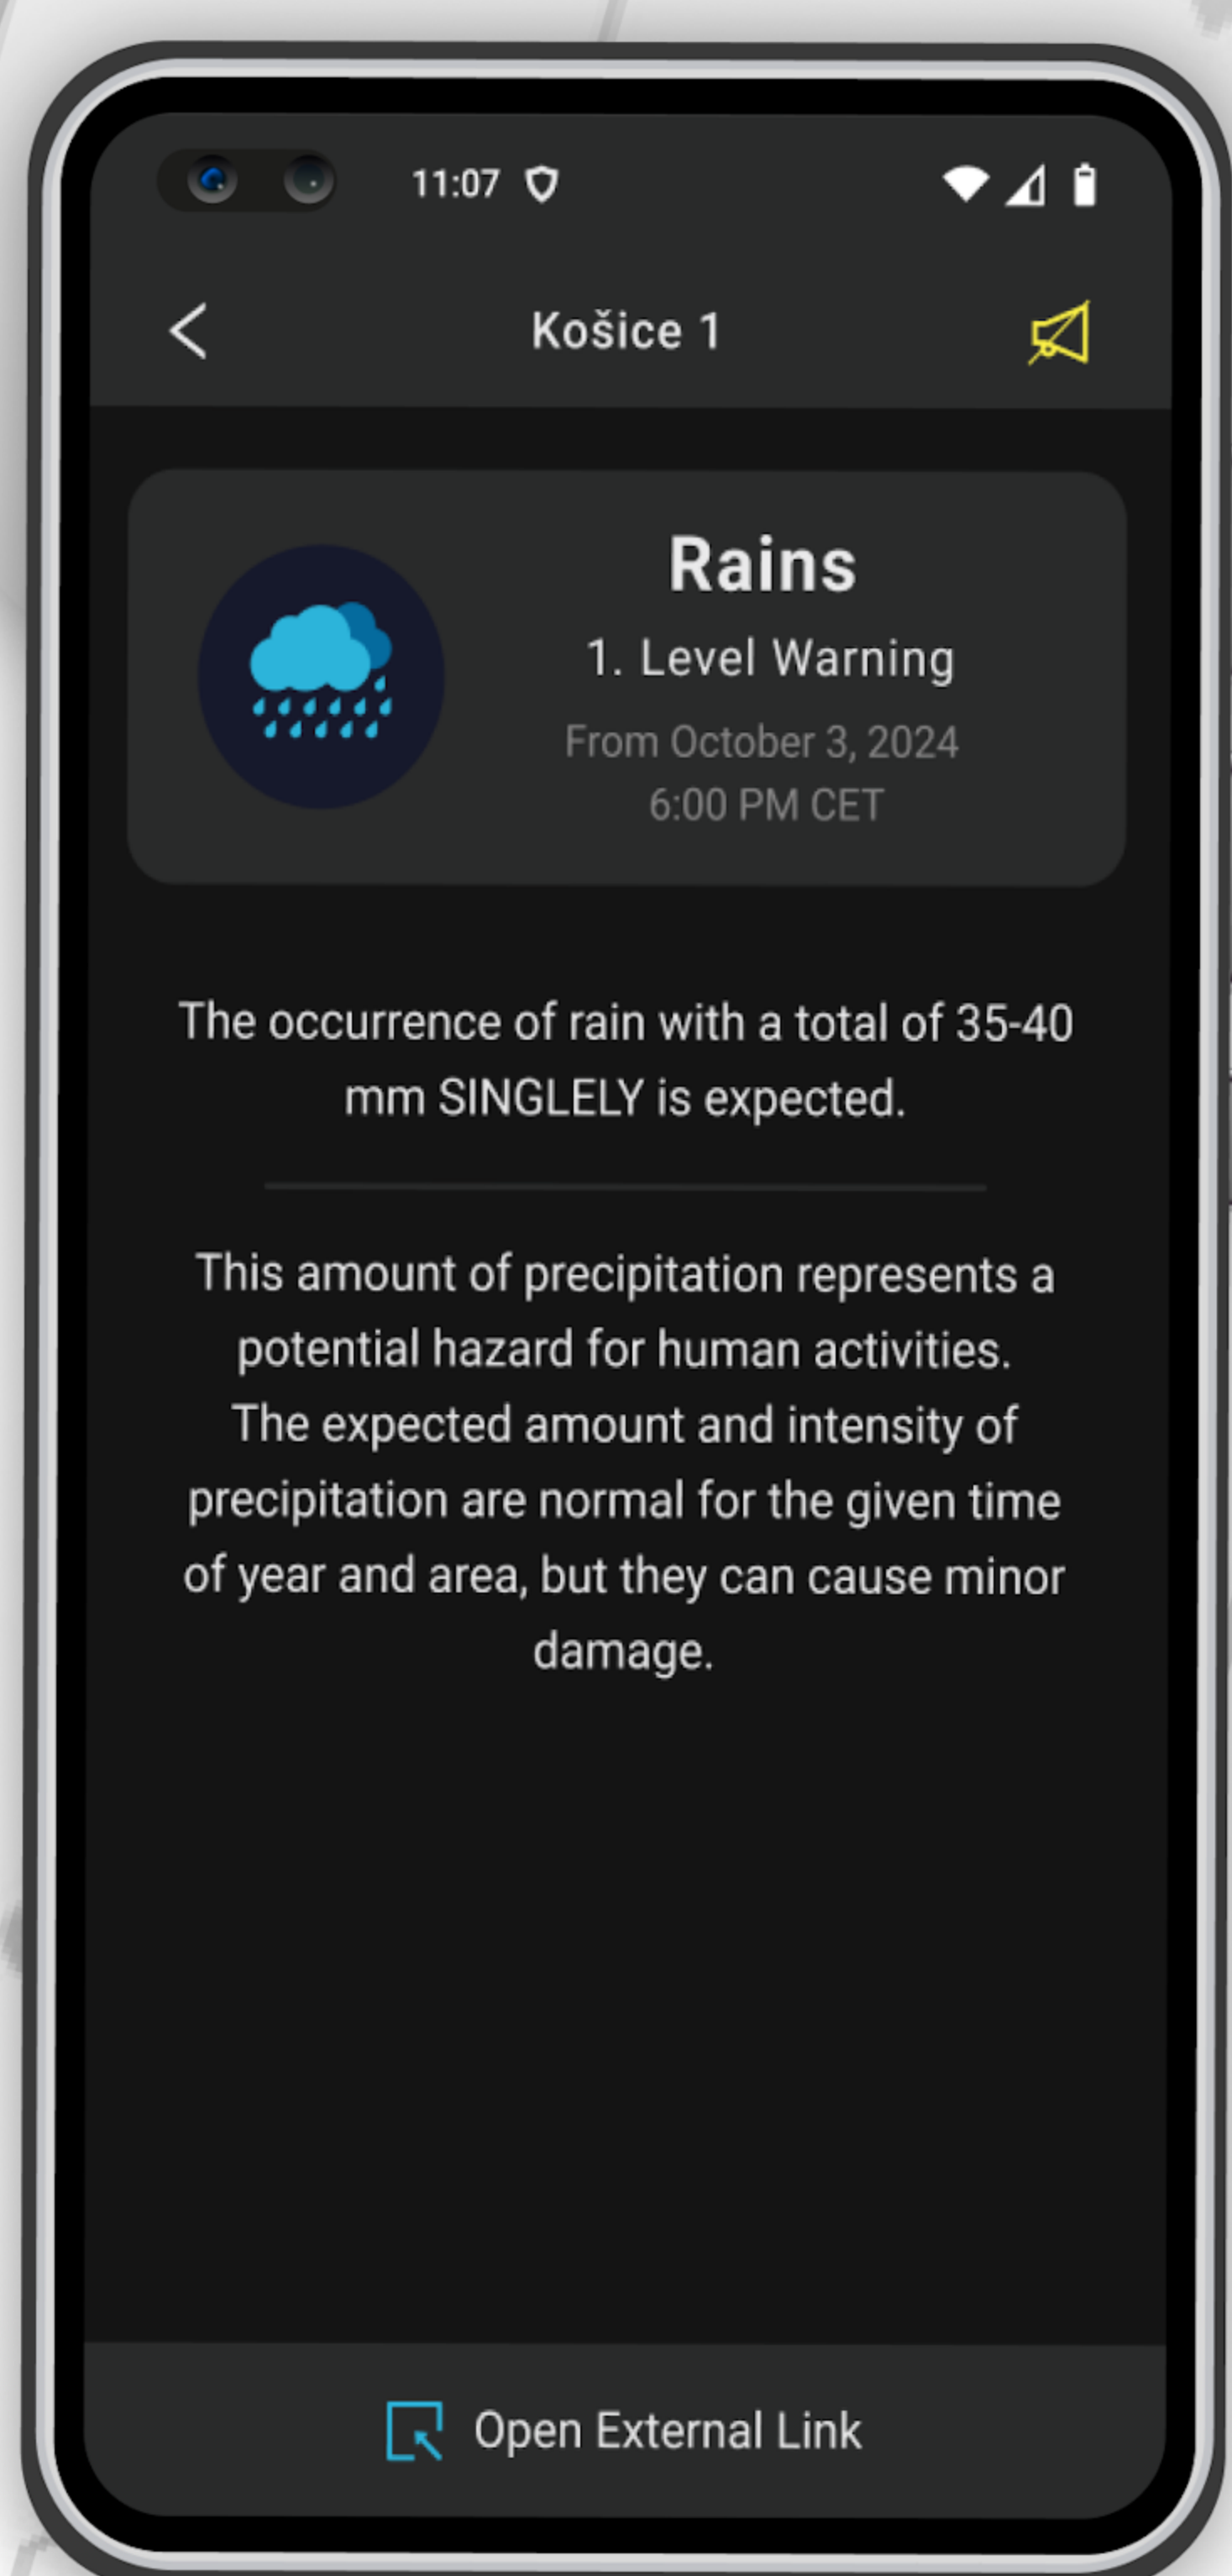 11:07
Košice 1
Rains
1. Level Warning
From October 3, 2024
6:00 PM CET
The occurrence of rain with a total of 35-40
mm SINGLELY is expected.
This amount of precipitation represents a
potential hazard for human activities.
The expected amount and intensity of
precipitation are normal for the given time
of year and area, but they can cause minor
damage.
Open External Link